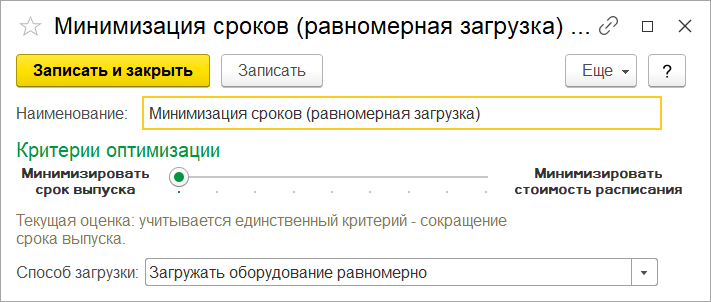 Минимизация сроков (равномерная загрузка) ...
Записать и закрыть Записать Еще ?
Наименование: Минимизация сроков (равномерная загрузка)
Критерии оптимизации
Минимизировать срок выпуска
Минимизировать стоимость расписания
Текущая оценка: учитывается единственный критерий - сокращение
срока выпуска.
Способ загрузки: Загружать оборудование равномерно